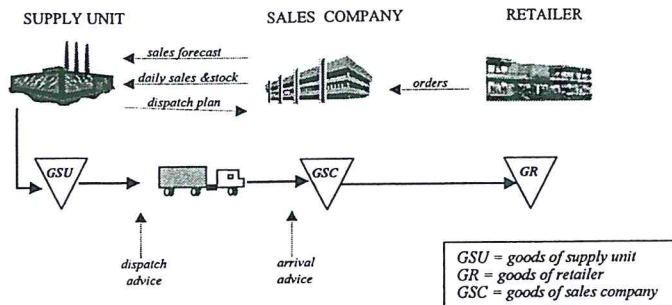 SUPPLY UNIT
SALES COMPANY
RETAILER
sales forecast
daily sales &stock
dispatch plan
orders
GSU
GSC
GR
dispatch
advice
arrival
advice
GSU = goods of supply unit
GR = goods of retailer
GSC = goods of sales company